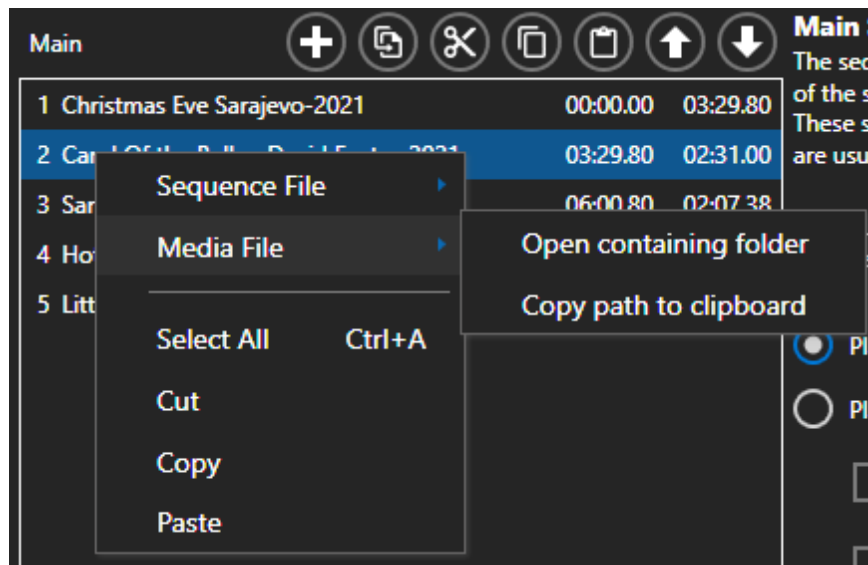 Main
1 Christmas Eve Sarajevo-2021 00:00.00 03:29.80
2 03:29.80 02:31.00
3 06:00.80 02:07.38
4
5
Sequence File
Media File
Select All Ctrl+A
Cut
Copy
Paste
Open containing folder
Copy path to clipboard
Main
The
of the
These
are